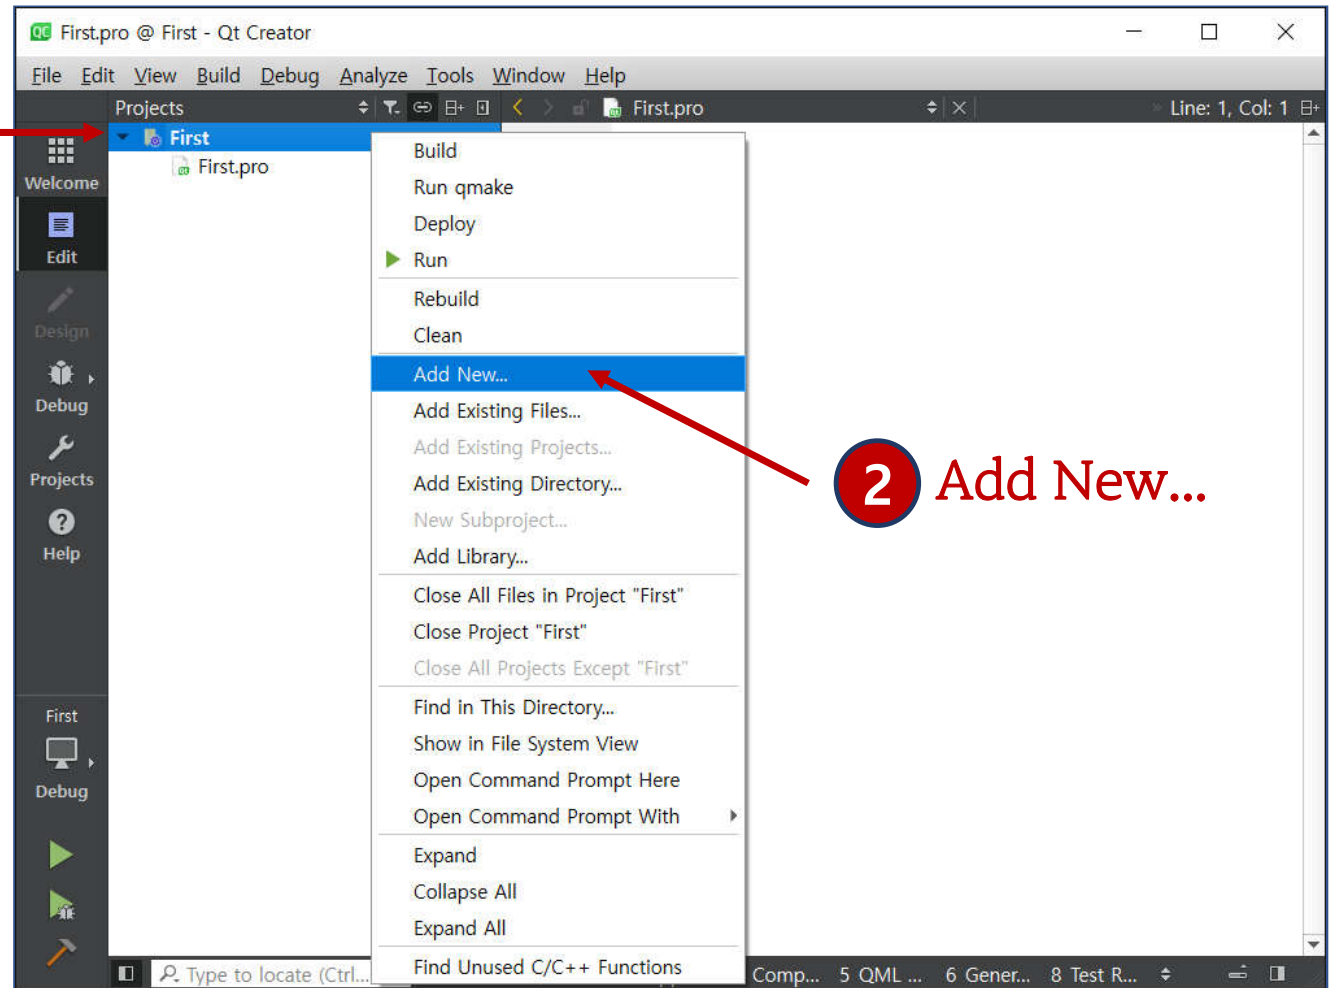 First.pro @ First - Qt Creator
File Edit View Build Debug Analyze Tools Window Help
Projects
First.pro
Line: 1, Col: 1
First
First.pro
Welcome
Edit
Design
Debug
Projects
Help
First
Debug
Build
Run qmake
Deploy
Run
Rebuild
Clean
Add New...
Add Existing Files...
Add Existing Projects...
Add Existing Directory...
New Subproject...
Add Library...
Close All Files in Project "First"
Close Project "First"
Close All Projects Except "First"
Find in This Directory...
Show in File System View
Open Command Prompt Here
Open Command Prompt With
Expand
Collapse All
Expand All
Find Unused C/C++ Functions
2 Add New...
Type to locate (Ctrl...
Comp... 5 QML ... 6 Gener... 8 Test R...